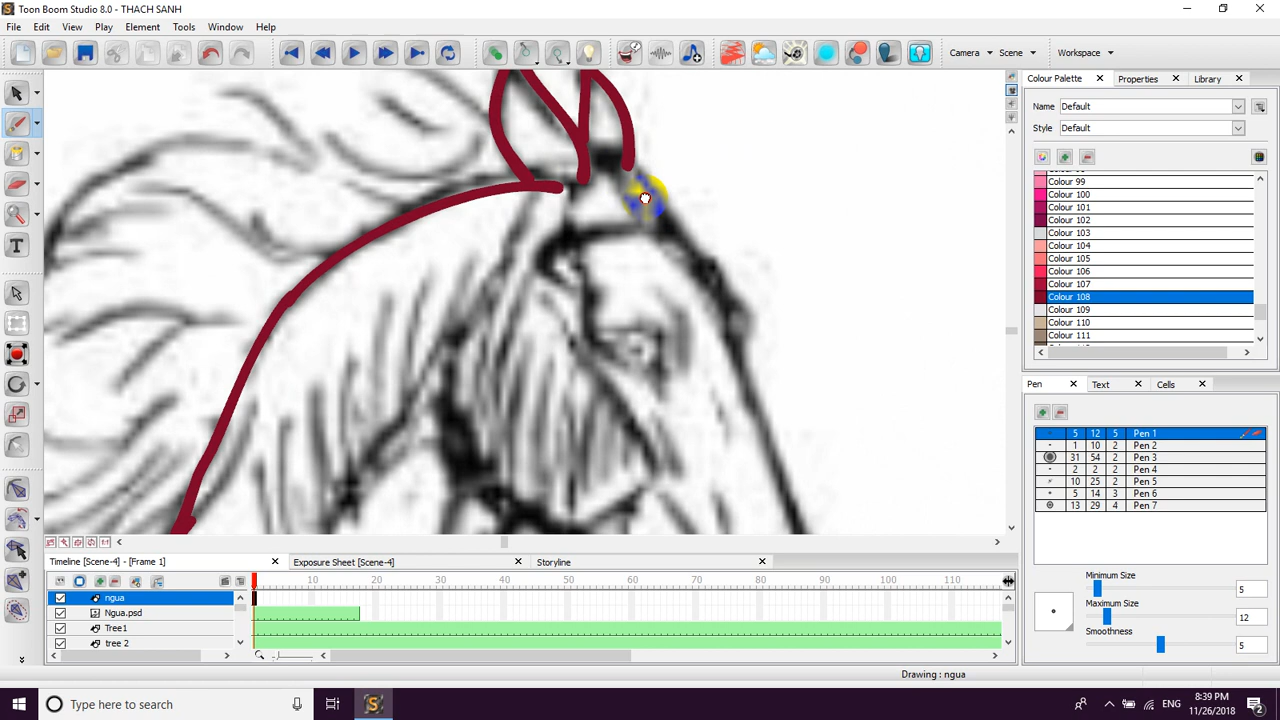 Toon Boom Studio 8.0 - THACH SANH
File Edit View Play Element Tools Window Help
Camera Scene Workspace
Colour Palette Properties Library
Name Default
Style Default
Colour 99
Colour 100
Colour 101
Colour 102
Colour 103
Colour 104
Colour 105
Colour 106
Colour 107
Colour 108
Colour 109
Colour 110
Colour 111
Pen Text Cells
5 12 5 Pen 1
1 10 2 Pen 2
31 54 2 Pen 3
2 2 2 Pen 4
10 25 2 Pen 5
5 14 3 Pen 6
13 29 4 Pen 7
Minimum Size
5
Maximum Size
12
Smoothness
5
Timeline [Scene-4] - [Frame 1] Exposure Sheet [Scene-4] Storyline
10 20 30 40 50 60 70 80 90 100 110
ngua
Ngua.psd
Tree1
tree 2
Drawing : ngua
Type here to search
ENG
8:39 PM
11/26/2018
2